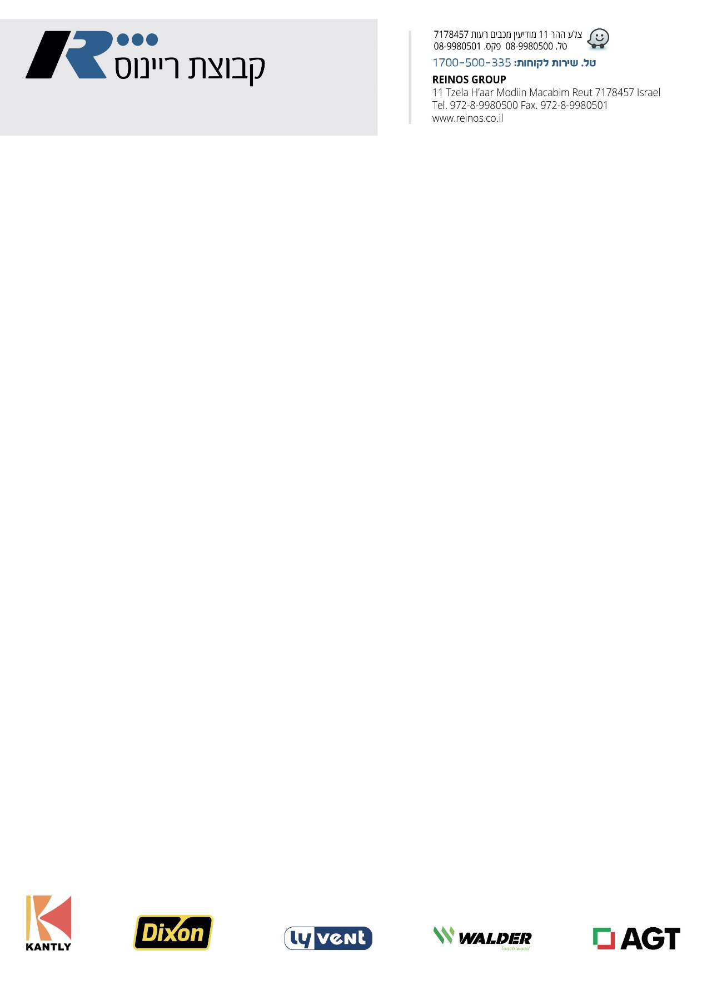 קבוצת ריינוס
צלע ההר 11 מודיעין מכבים רעות 7178457
טל. 08-9980500 פקס. 08-9980501
טל. שירות לקוחות: 1700-500-335
REINOS GROUP
11 Tzela H'aar Modiin Macabim Reut 7178457 Israel
Tel. 972-8-9980500 Fax. 972-8-9980501
www.reinos.co.il
KANTLY
Dixon
lyvent
WALDER
Touch wood
AGT